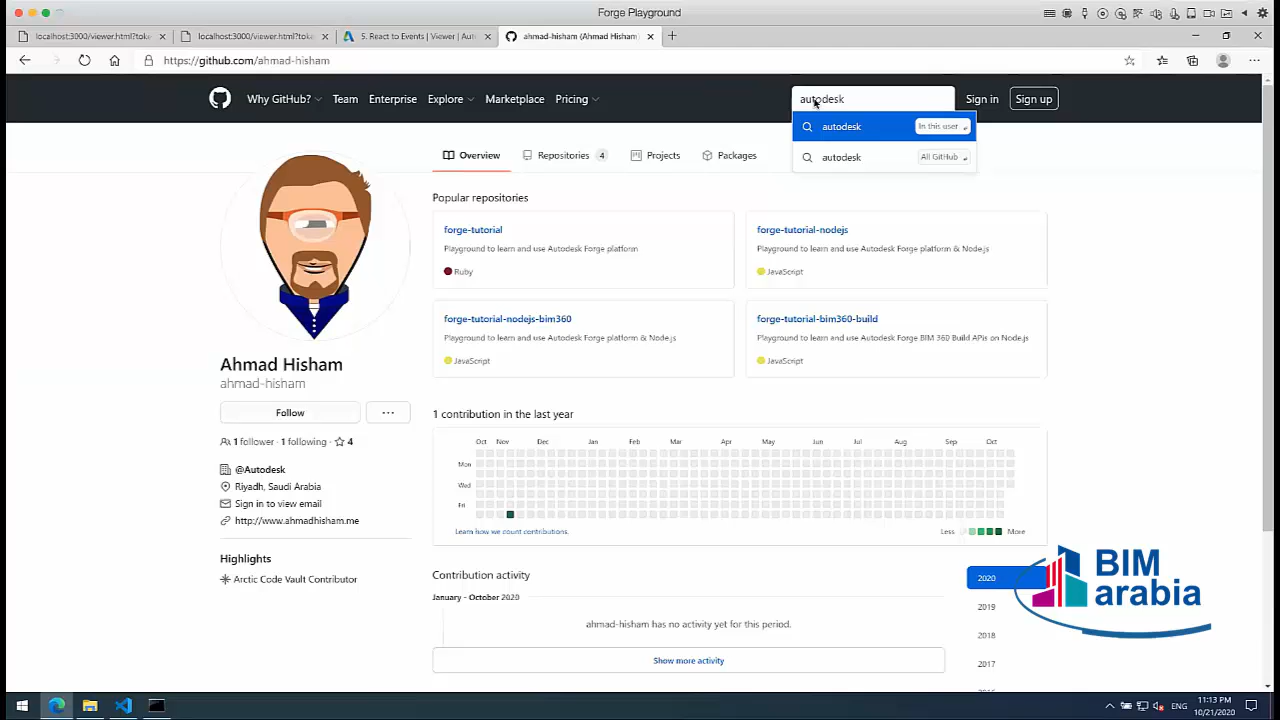 Forge Playground
localhost:3000/viewer.html?toke
localhost:3000/viewer.html?toke
5. React to Events | Viewer | Aut
ahmad-hisham (Ahmad Hisham)
https://github.com/ahmad-hisham
Why GitHub?
Team
Enterprise
Explore
Marketplace
Pricing
autodesk
Sign in
Sign up
autodesk
In this user
autodesk
All GitHub
Overview
Repositories 4
Projects
Packages
Popular repositories
forge-tutorial
Playground to learn and use Autodesk Forge platform
Ruby
forge-tutorial-nodejs
Playground to learn and use Autodesk Forge platform & Node.js
JavaScript
forge-tutorial-nodejs-bim360
Playground to learn and use Autodesk Forge platform & Node.js
JavaScript
forge-tutorial-bim360-build
Playground to learn and use Autodesk Forge BIM 360 Build APIs on Node.js
JavaScript
Ahmad Hisham
ahmad-hisham
Follow
1 follower · 1 following · 4
@Autodesk
Riyadh, Saudi Arabia
Sign in to view email
http://www.ahmadhisham.me
Highlights
Arctic Code Vault Contributor
1 contribution in the last year
Oct Nov Dec Jan Feb Mar Apr May Jun Jul Aug Sep Oct
Mon
Wed
Fri
Learn how we count contributions.
Less More
Contribution activity
January - October 2020
ahmad-hisham has no activity yet for this period.
Show more activity
2020
2019
2018
2017
BIM
arabia
ENG
11:13 PM
10/21/2020